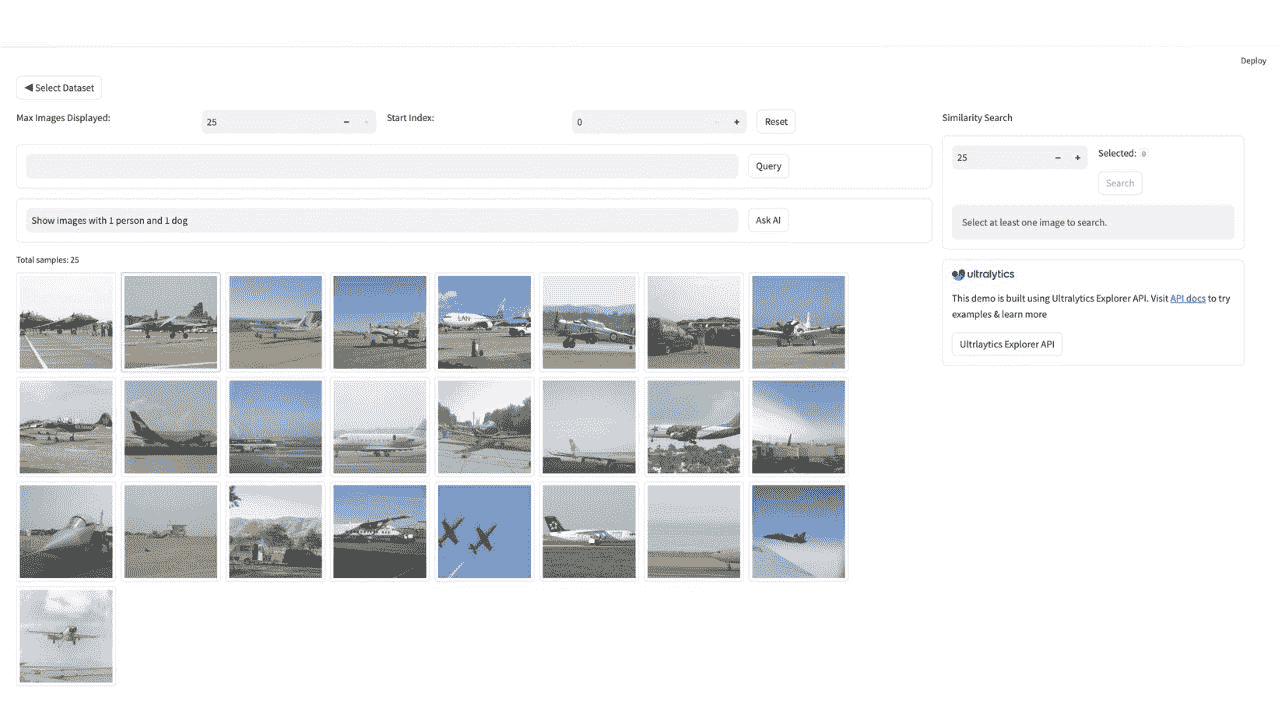 Deploy
◀ Select Dataset
Max Images Displayed:
25
Start Index:
0
Reset
Query
Show images with 1 person and 1 dog
Ask AI
Total samples: 25
LAN
Similarity Search
25
Selected: 0
Search
Select at least one image to search.
ultralytics
This demo is built using Ultralytics Explorer API. Visit API docs to try
examples & learn more
Ultrlaytics Explorer API